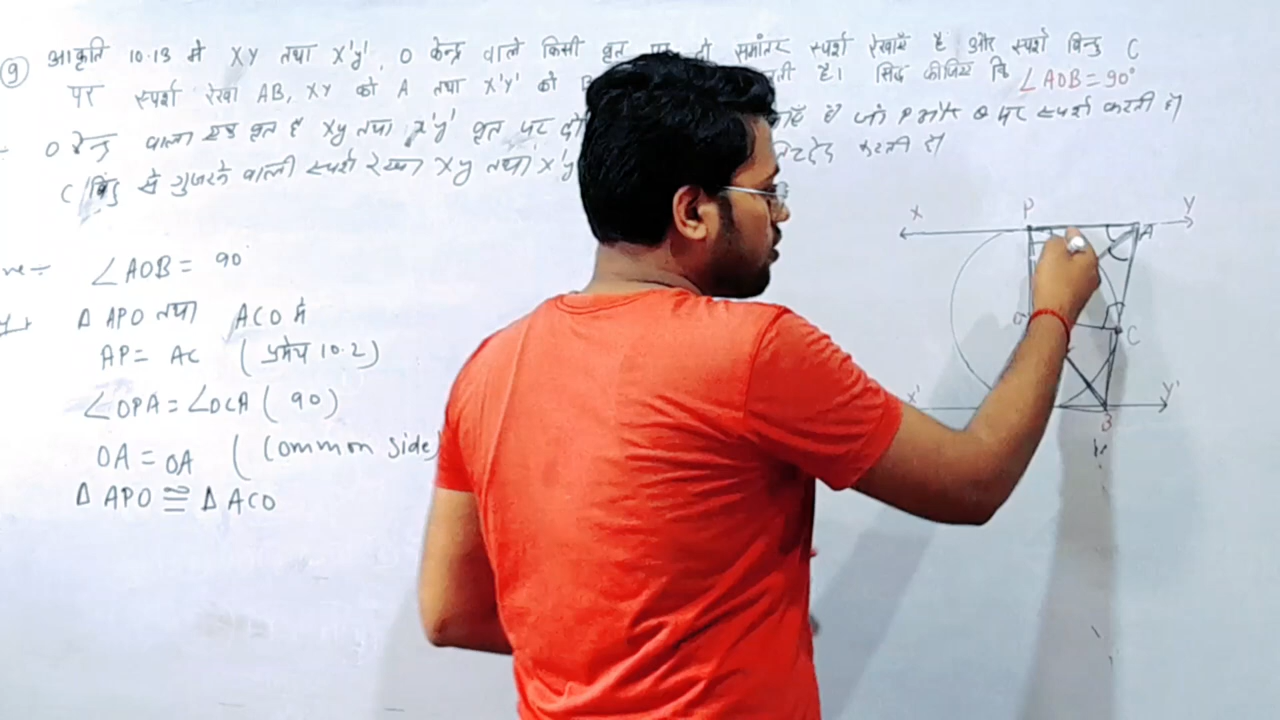 9 आकृति 10.13 मे XY तथा X'Y', O केन्द्र वाले किसी वृत समांतर स्पर्श रेखायें है और स्पर्श बिन्दु C
पर स्पर्श रेखा AB, XY को A तथा X'Y' को है। सिद्ध कीजिये कि ∠AOB = 90°
O केन्द्र वाला एक वृत है XY तथा X'Y' वृत पर दो है जो P और Q पर स्पर्श करती है
C बिंदु से गुजरने वाली स्पर्श रेखा XY तथा X'Y करती है
∠AOB = 90°
Δ APO तथा ACO मे
AP = AC ( प्रमेय 10.2 )
∠OPA = ∠OCA ( 90 )
OA = OA ( Common side)
Δ APO ≅ Δ ACO
X P Y
A
O C
X' Y'
B